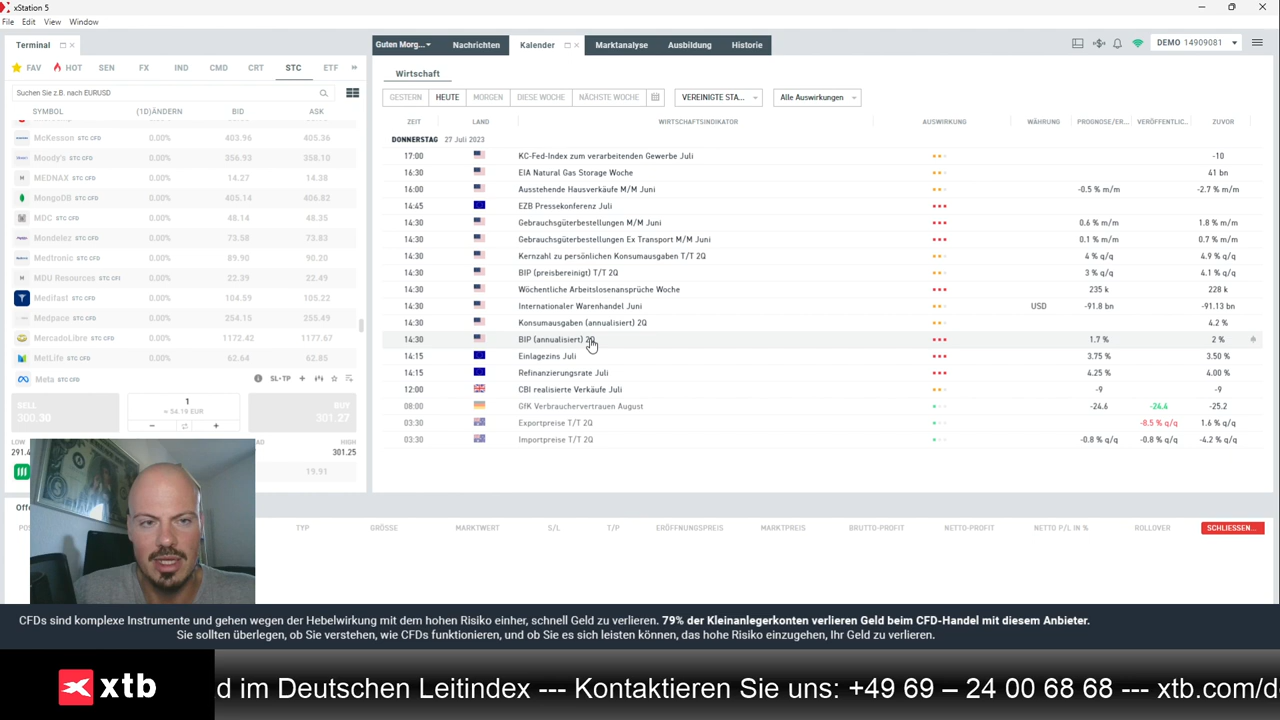 xStation 5
File Edit View Window
Terminal
FAV HOT SEN FX IND CMD CRT STC ETF
Suchen Sie z.B. nach EURUSD
SYMBOL (1D)ÄNDERN BID ASK
McKesson STC CFD 0.00% 403.96 405.36
Moody's STC CFD 0.00% 356.93 358.10
MEDNAX STC CFD 0.00% 14.27 14.38
MongoDB STC CFD 0.00% 405.14 406.82
MDC STC CFD 0.00% 48.14 48.35
Mondelez STC CFD 0.00% 73.58 73.83
Medtronic STC CFD 0.00% 89.90 90.20
MDU Resources STC CFI 0.00% 22.39 22.49
Medifast STC CFD 0.00% 104.59 105.22
Medpace STC CFD 0.00% 254.15 255.49
MercadoLibre STC CFD 0.00% 1172.42 1177.67
MetLife STC CFD 0.00% 62.64 62.85
Meta STC CFD SL•TP
SELL 1 BUY
300.30 ≈ 54.19 EUR 301.27
LOW HIGH
291.4 301.25
19.91
Guten Morg... Nachrichten Kalender Marktanalyse Ausbildung Historie
DEMO 14909081
Wirtschaft
GESTERN HEUTE MORGEN DIESE WOCHE NÄCHSTE WOCHE VEREINIGTE STA... Alle Auswirkungen
ZEIT LAND WIRTSCHAFTSINDIKATOR AUSWIRKUNG WÄHRUNG PROGNOSE/ER... VERÖFFENTLIC... ZUVOR
DONNERSTAG 27 Juli 2023
17:00 KC-Fed-Index zum verarbeitenden Gewerbe Juli -10
16:30 EIA Natural Gas Storage Woche 41 bn
16:00 Ausstehende Hausverkäufe M/M Juni -0.5 % m/m -2.7 % m/m
14:45 EZB Pressekonferenz Juli
14:30 Gebrauchsgüterbestellungen M/M Juni 0.6 % m/m 1.8 % m/m
14:30 Gebrauchsgüterbestellungen Ex Transport M/M Juni 0.1 % m/m 0.7 % m/m
14:30 Kernzahl zu persönlichen Konsumausgaben T/T 2Q 4 % q/q 4.9 % q/q
14:30 BIP (preisbereinigt) T/T 2Q 3 % q/q 4.1 % q/q
14:30 Wöchentliche Arbeitslosenansprüche Woche 235 k 228 k
14:30 Internationaler Warenhandel Juni USD -91.8 bn -91.13 bn
14:30 Konsumausgaben (annualisiert) 2Q 4.2 %
14:30 BIP (annualisiert) 2Q 1.7 % 2 %
14:15 Einlagezins Juli 3.75 % 3.50 %
14:15 Refinanzierungsrate Juli 4.25 % 4.00 %
12:00 CBI realisierte Verkäufe Juli -9 -9
08:00 GfK Verbrauchervertrauen August -24.6 -24.4 -25.2
03:30 Exportpreise T/T 2Q -8.5 % q/q 1.6 % q/q
03:30 Importpreise T/T 2Q -0.8 % q/q -0.8 % q/q -4.2 % q/q
TYP GRÖSSE MARKTWERT S/L T/P ERÖFFNUNGSPREIS MARKTPREIS BRUTTO-PROFIT NETTO-PROFIT NETTO P/L IN % ROLLOVER SCHLIESSEN...
CFDs sind komplexe Instrumente und gehen wegen der Hebelwirkung mit dem hohen Risiko einher, schnell Geld zu verlieren. 79% der Kleinanlegerkonten verlieren Geld beim CFD-Handel mit diesem Anbieter.
Sie sollten überlegen, ob Sie verstehen, wie CFDs funktionieren, und ob Sie es sich leisten können, das hohe Risiko einzugehen, Ihr Geld zu verlieren.
xtb d im Deutschen Leitindex --- Kontaktieren Sie uns: +49 69 – 24 00 68 68 --- xtb.com/d